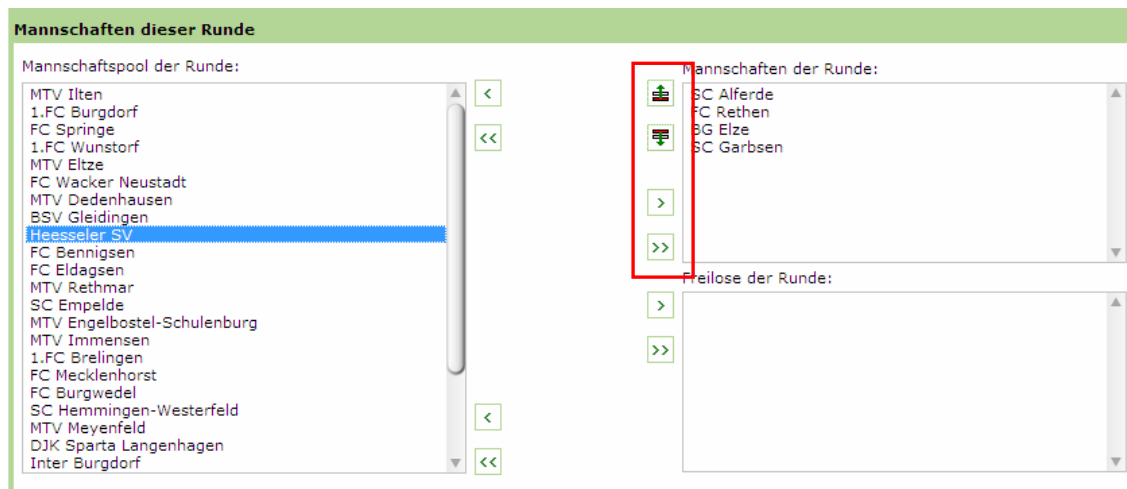 Mannschaften dieser Runde
Mannschaftspool der Runde:
MTV Ilten
1.FC Burgdorf
FC Springe
1.FC Wunstorf
MTV Eltze
FC Wacker Neustadt
MTV Dedenhausen
BSV Gleidingen
Heesseler SV
FC Bennigsen
FC Eldagsen
MTV Rethmar
SC Empelde
MTV Engelbostel-Schulenburg
MTV Immensen
1.FC Brelingen
FC Mecklenhorst
FC Burgwedel
SC Hemmingen-Westerfeld
MTV Meyenfeld
DJK Sparta Langenhagen
Inter Burgdorf
<
<<
<
<<
>
>>
>
>>
Mannschaften der Runde:
SC Alferde
FC Rethen
BG Elze
SC Garbsen
Freilose der Runde: